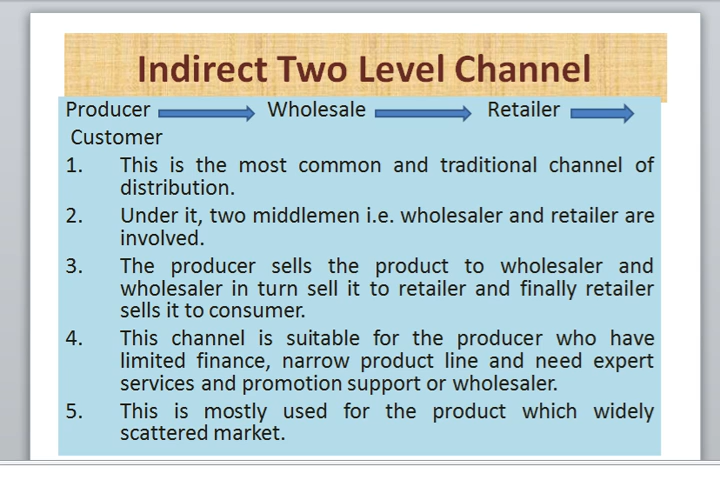 Indirect Two Level Channel
Producer Wholesale Retailer
Customer
1. This is the most common and traditional channel of
distribution.
2. Under it, two middlemen i.e. wholesaler and retailer are
involved.
3. The producer sells the product to wholesaler and
wholesaler in turn sell it to retailer and finally retailer
sells it to consumer.
4. This channel is suitable for the producer who have
limited finance, narrow product line and need expert
services and promotion support or wholesaler.
5. This is mostly used for the product which widely
scattered market.